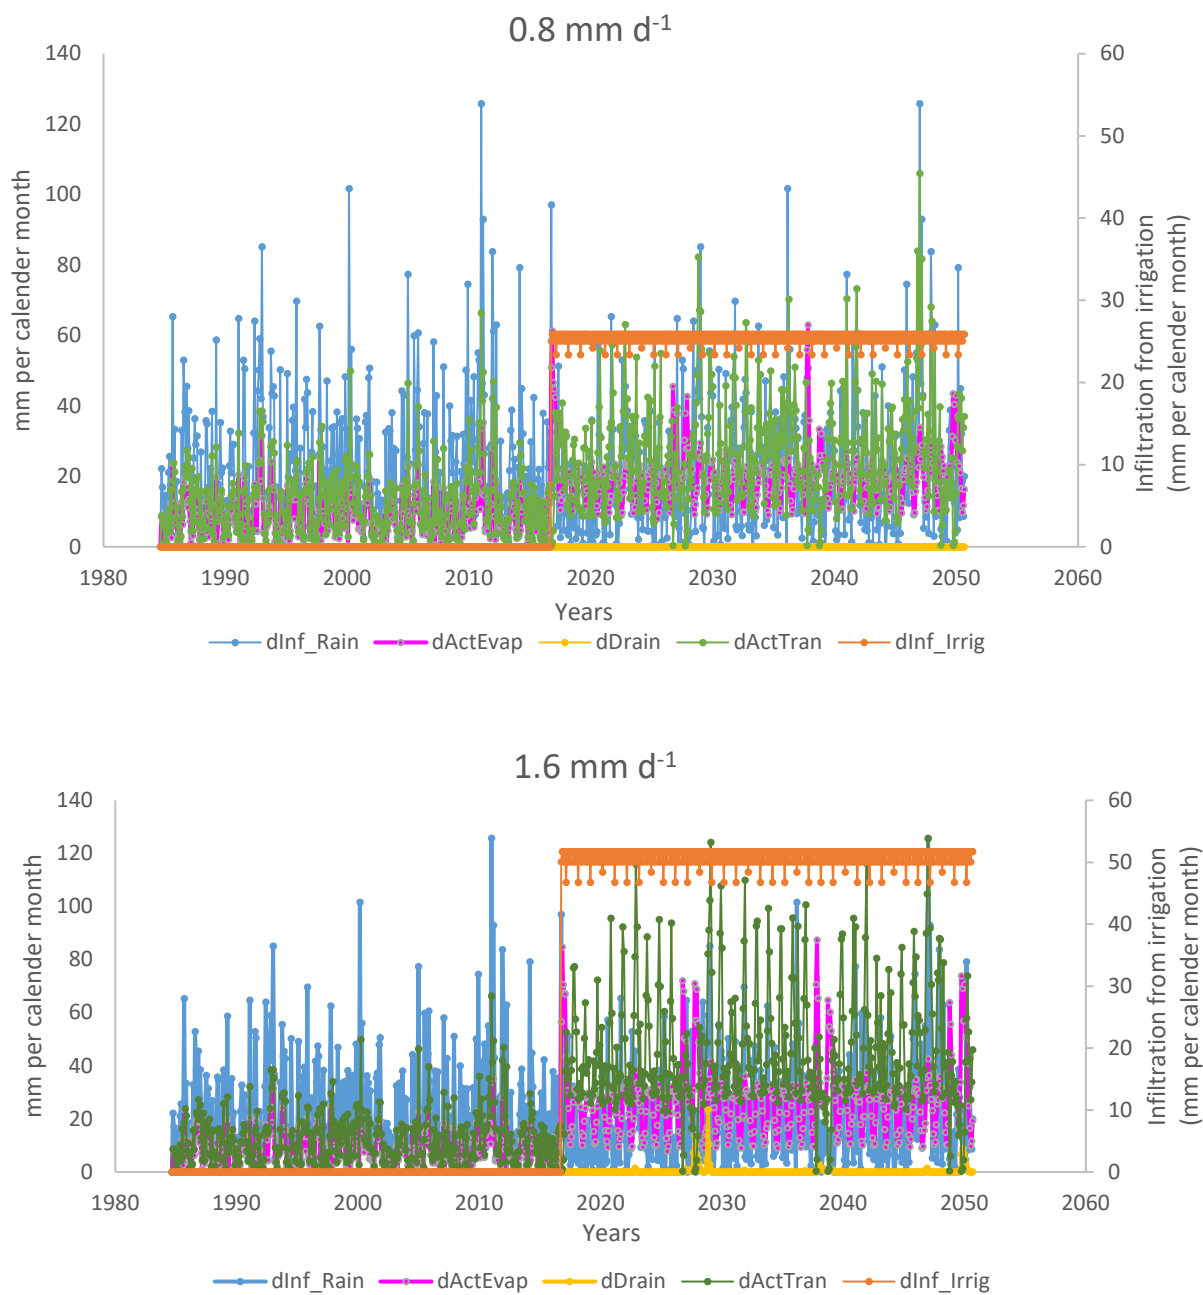 0.8 mm d-1
140
120
100
80
60
40
20
0
mm per calender month
60
50
40
30
20
10
0
Infiltration from irrigation
(mm per calender month)
1980 1990 2000 2010 2020 2030 2040 2050 2060
Years
dInf_Rain dActEvap dDrain dActTran dInf_Irrig
1.6 mm d-1
140
120
100
80
60
40
20
0
mm per calender month
60
50
40
30
20
10
0
Infiltration from irrigation
(mm per calender month)
1980 1990 2000 2010 2020 2030 2040 2050 2060
Years
dInf_Rain dActEvap dDrain dActTran dInf_Irrig